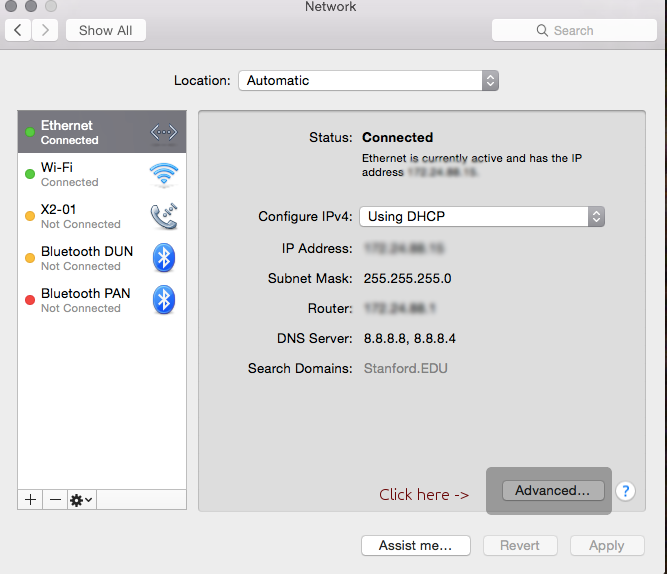 Network
Show All
Search
Location: Automatic
Ethernet
Connected
Wi-Fi
Connected
X2-01
Not Connected
Bluetooth DUN
Not Connected
Bluetooth PAN
Not Connected
Status: Connected
Ethernet is currently active and has the IP
address
Configure IPv4: Using DHCP
IP Address:
Subnet Mask: 255.255.255.0
Router:
DNS Server: 8.8.8.8, 8.8.8.4
Search Domains: Stanford.EDU
Click here -> Advanced... ?
Assist me... Revert Apply